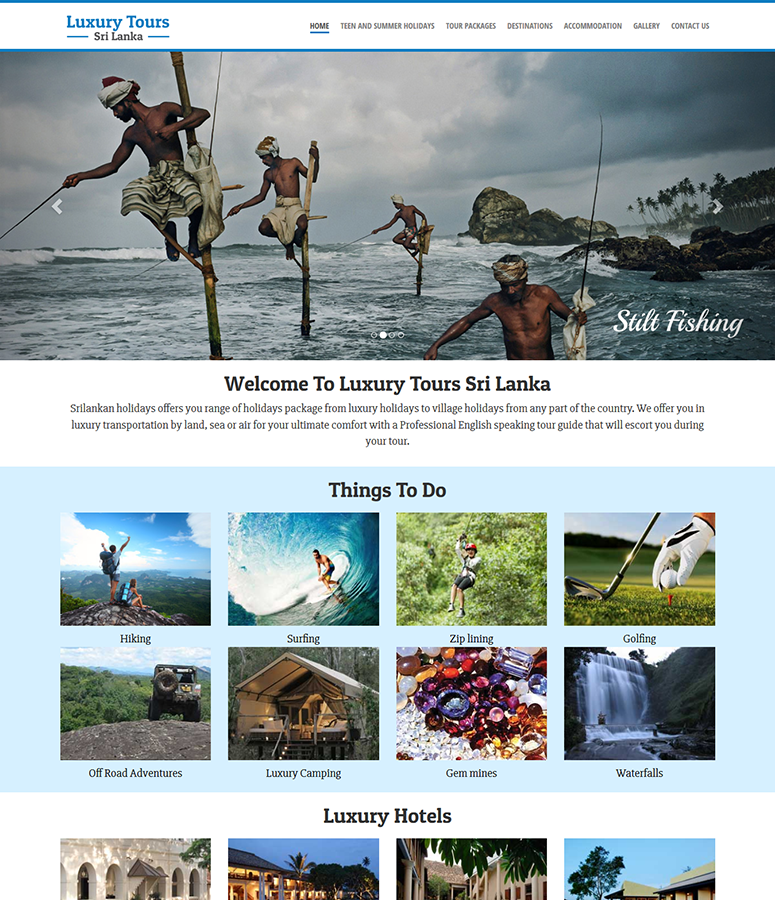 Luxury Tours
Sri Lanka
HOME TEEN AND SUMMER HOLIDAYS TOUR PACKAGES DESTINATIONS ACCOMMODATION GALLERY CONTACT US
Stilt Fishing
Welcome To Luxury Tours Sri Lanka
Srilankan holidays offers you range of holidays package from luxury holidays to village holidays from any part of the country. We offer you in
luxury transportation by land, sea or air for your ultimate comfort with a Professional English speaking tour guide that will escort you during
your tour.
Things To Do
Hiking Surfing Zip lining Golfing
Off Road Adventures Luxury Camping Gem mines Waterfalls
Luxury Hotels